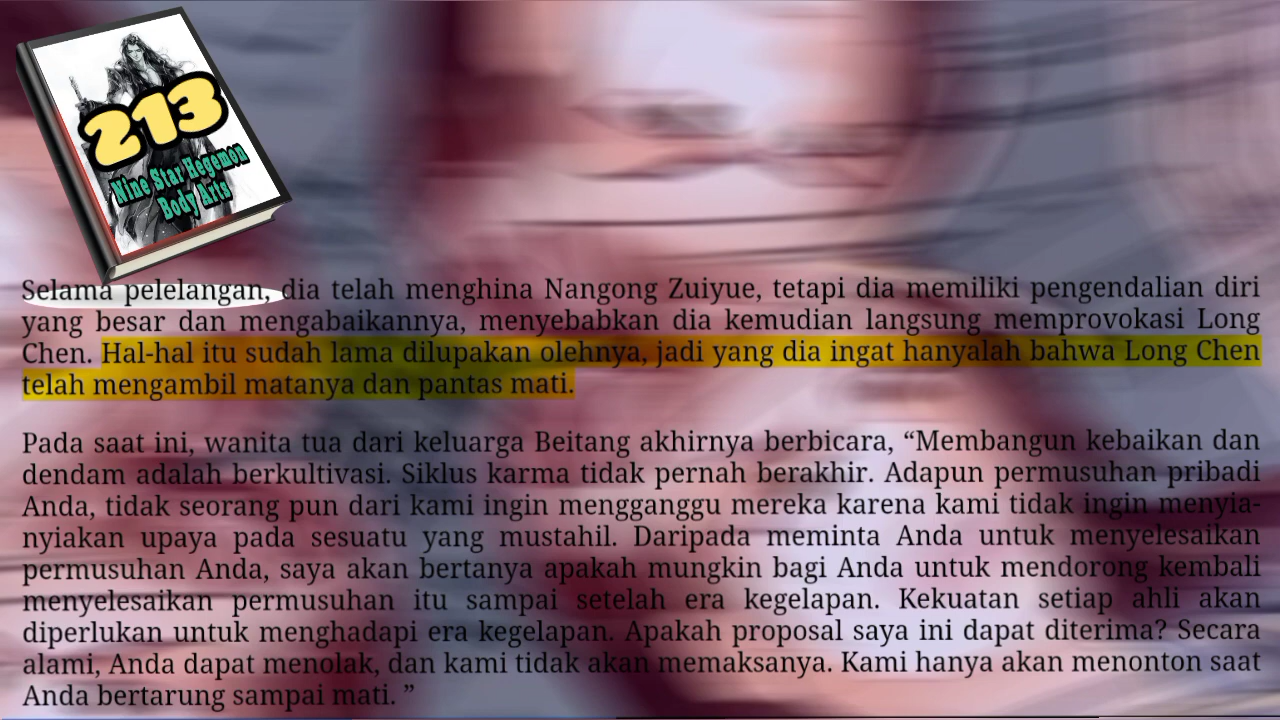 213
Nine Star Hegemon
Body Arts
Selama pelelangan, dia telah menghina Nangong Zuiyue, tetapi dia memiliki pengendalian diri
yang besar dan mengabaikannya, menyebabkan dia kemudian langsung memprovokasi Long
Chen. Hal-hal itu sudah lama dilupakan olehnya, jadi yang dia ingat hanyalah bahwa Long Chen
telah mengambil matanya dan pantas mati.
Pada saat ini, wanita tua dari keluarga Beitang akhirnya berbicara, “Membangun kebaikan dan
dendam adalah berkultivasi. Siklus karma tidak pernah berakhir. Adapun permusuhan pribadi
Anda, tidak seorang pun dari kami ingin mengganggu mereka karena kami tidak ingin menyia-
nyiakan upaya pada sesuatu yang mustahil. Daripada meminta Anda untuk menyelesaikan
permusuhan Anda, saya akan bertanya apakah mungkin bagi Anda untuk mendorong kembali
menyelesaikan permusuhan itu sampai setelah era kegelapan. Kekuatan setiap ahli akan
diperlukan untuk menghadapi era kegelapan. Apakah proposal saya ini dapat diterima? Secara
alami, Anda dapat menolak, dan kami tidak akan memaksanya. Kami hanya akan menonton saat
Anda bertarung sampai mati. ”